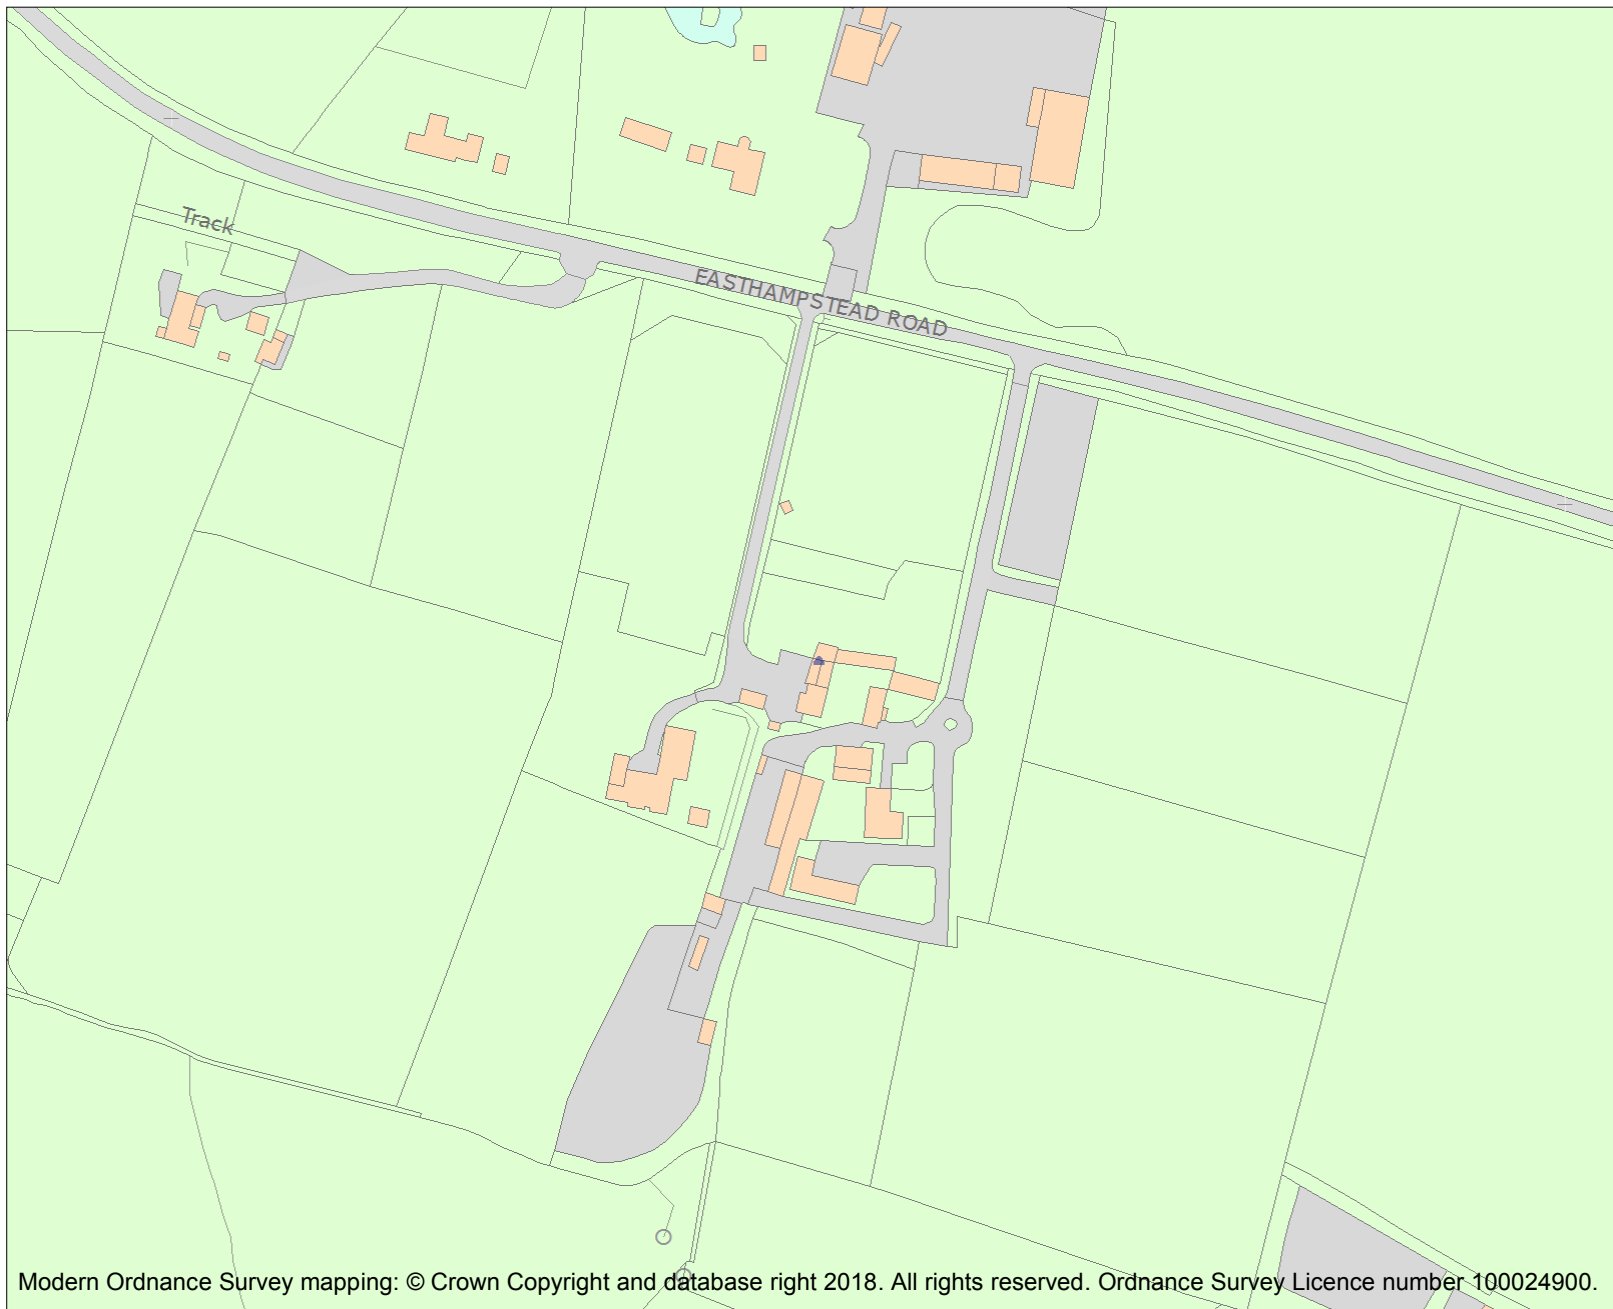 Track
EASTHAMPSTEAD ROAD
Modern Ordnance Survey mapping: © Crown Copyright and database right 2018. All rights reserved. Ordnance Survey Licence number 100024900.